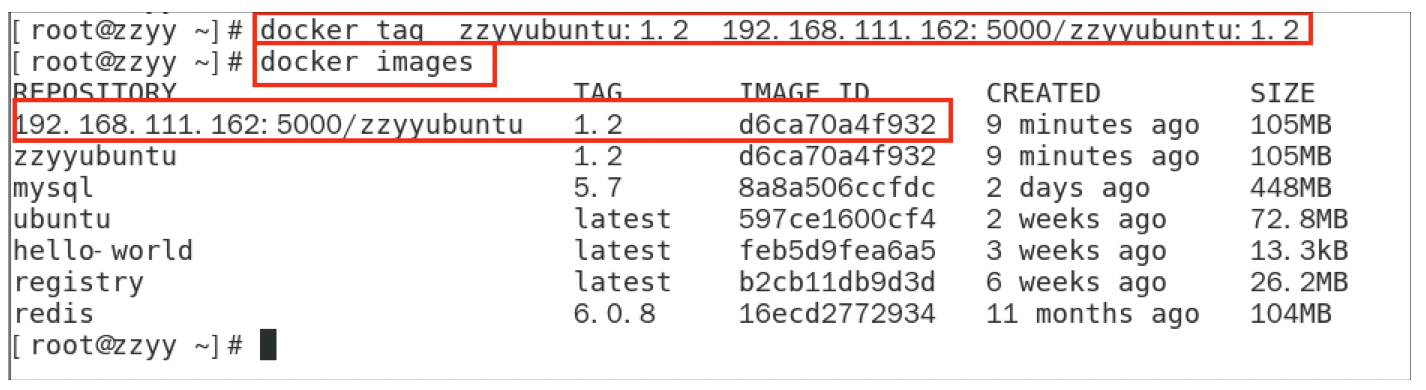 [root@zzyy ~]# docker tag  zzyyubuntu:1.2  192.168.111.162:5000/zzyyubuntu:1.2
[root@zzyy ~]# docker images
REPOSITORY                        TAG       IMAGE ID       CREATED         SIZE
192.168.111.162:5000/zzyyubuntu   1.2       d6ca70a4f932   9 minutes ago   105MB
zzyyubuntu                        1.2       d6ca70a4f932   9 minutes ago   105MB
mysql                             5.7       8a8a506ccfdc   2 days ago      448MB
ubuntu                            latest    597ce1600cf4   2 weeks ago     72.8MB
hello-world                       latest    feb5d9fea6a5   3 weeks ago     13.3kB
registry                          latest    b2cb11db9d3d   6 weeks ago     26.2MB
redis                             6.0.8     16ecd2772934   11 months ago   104MB
[root@zzyy ~]#